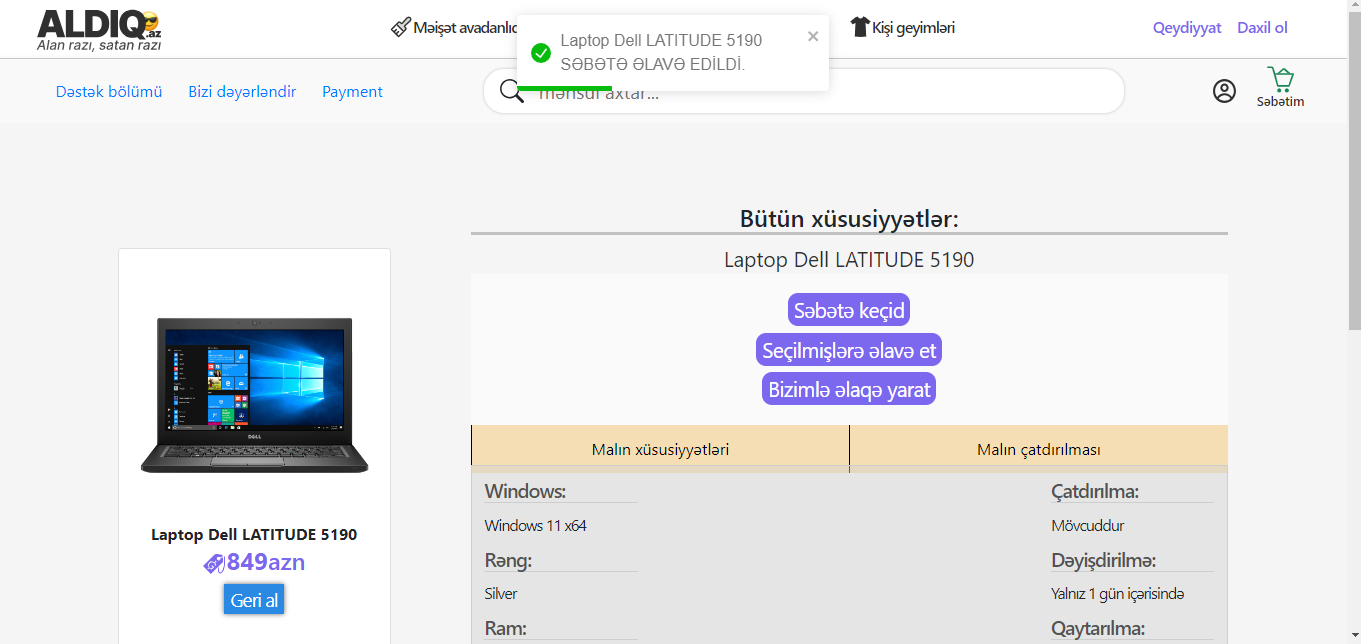 ALDIQ.az
Alan razı, satan razı
Məişət avadanlıq
Kişi geyimləri
Qeydiyyat
Daxil ol
Laptop Dell LATITUDE 5190
SƏBƏTƏ ƏLAVƏ EDİLDİ.
×
Dəstək bölümü
Bizi dəyərləndir
Payment
məhsul axtar...
Səbətim
Bütün xüsusiyyətlər:
Laptop Dell LATITUDE 5190
Səbətə keçid
Seçilmişlərə əlavə et
Bizimlə əlaqə yarat
DELL
Laptop Dell LATITUDE 5190
849azn
Geri al
Malın xüsusiyyətləri
Malın çatdırılması
Windows:
Çatdırılma:
Windows 11 x64
Mövcuddur
Rəng:
Dəyişdirilmə:
Silver
Yalnız 1 gün içərisində
Ram:
Qaytarılma: